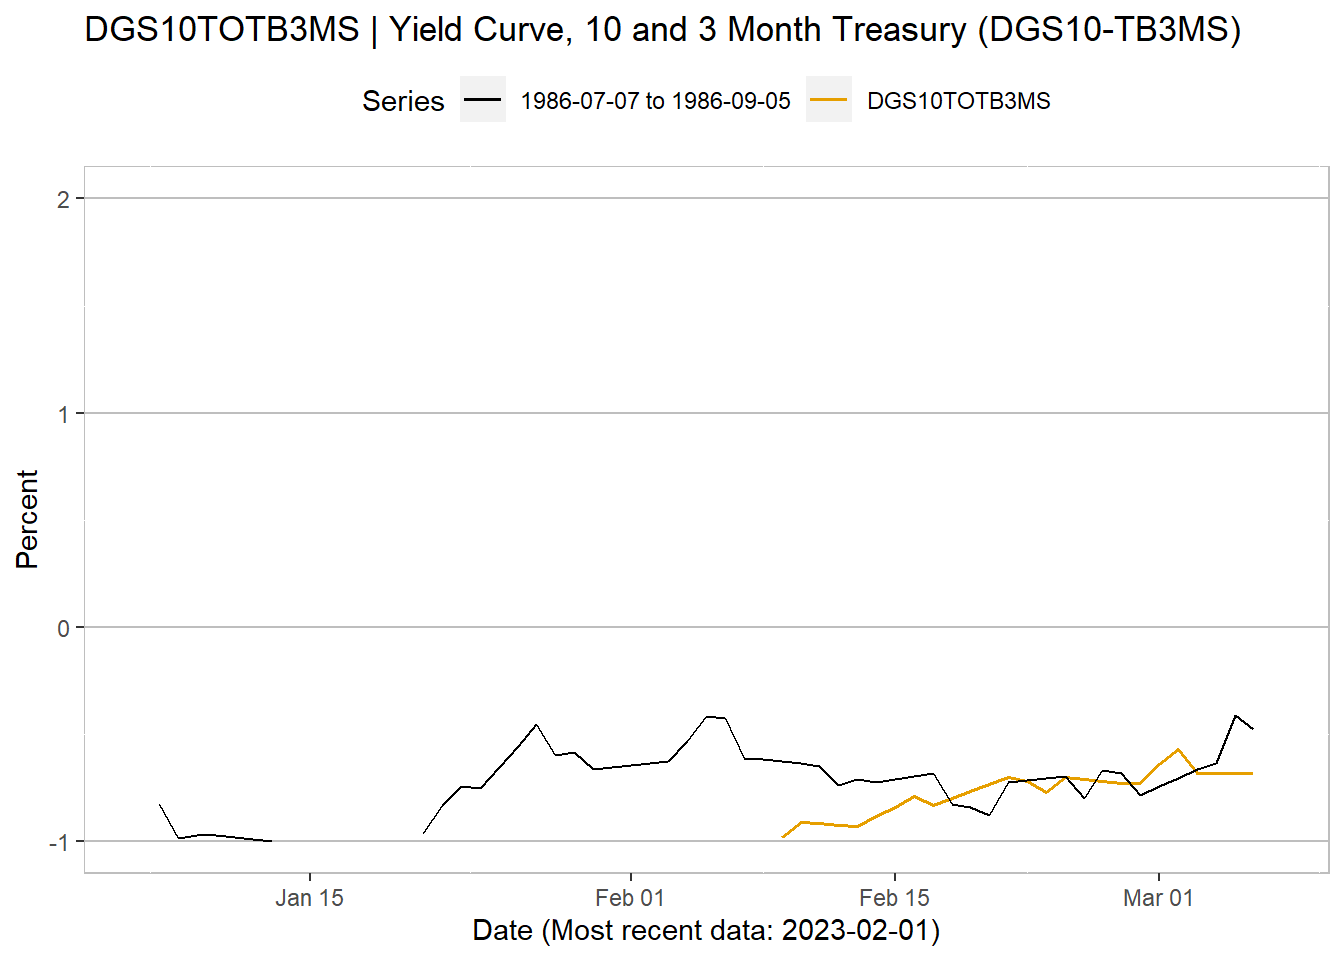 DGS10TOTB3MS | Yield Curve, 10 and 3 Month Treasury (DGS10-TB3MS)
Series 1986-07-07 to 1986-09-05 DGS10TOTB3MS
2
1
0
-1
Percent
Jan 15 Feb 01 Feb 15 Mar 01
Date (Most recent data: 2023-02-01)